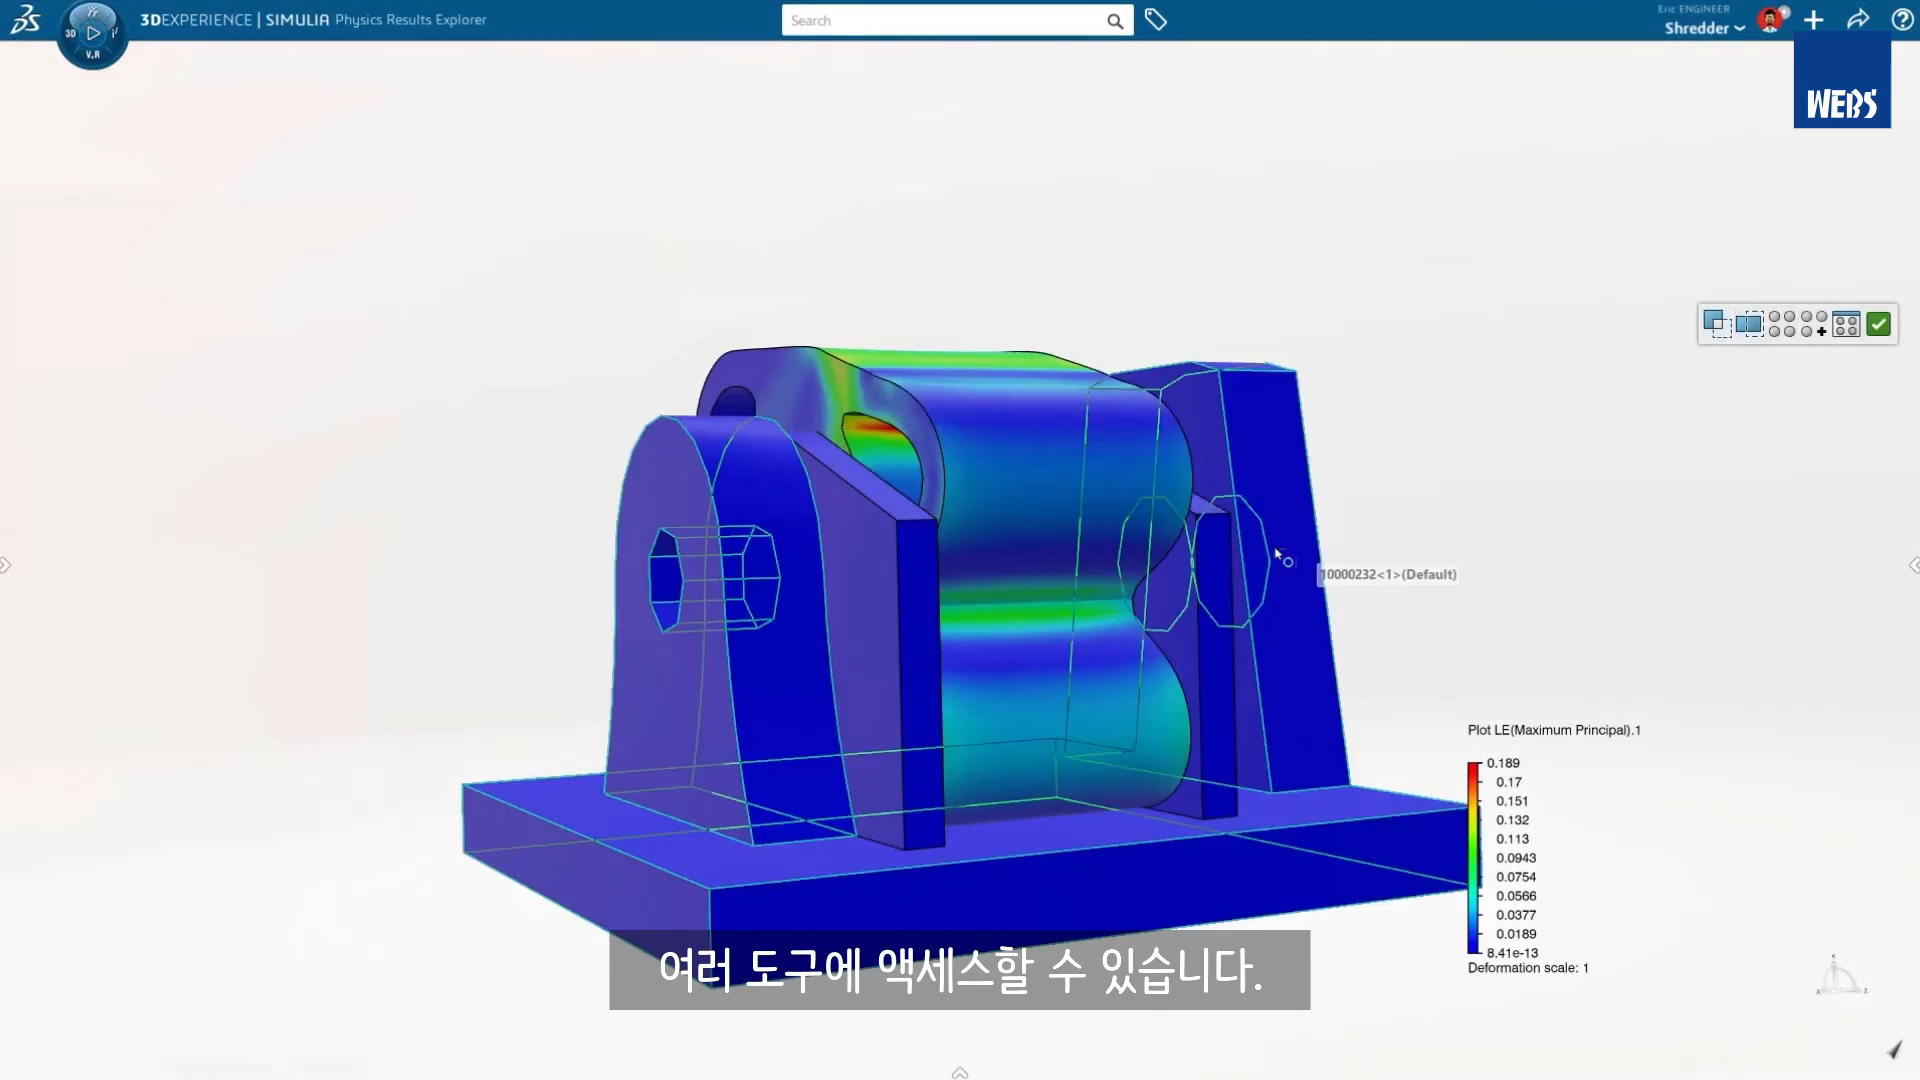 3DEXPERIENCE | SIMULIA Physics Results Explorer
3D
V.R
Search
Eric ENGINEER
Shredder
WEBS
10000232<1>(Default)
Plot LE(Maximum Principal).1
0.189
0.17
0.151
0.132
0.113
0.0943
0.0754
0.0566
0.0377
0.0189
8.41e-13
Deformation scale: 1
여러 도구에 액세스할 수 있습니다.